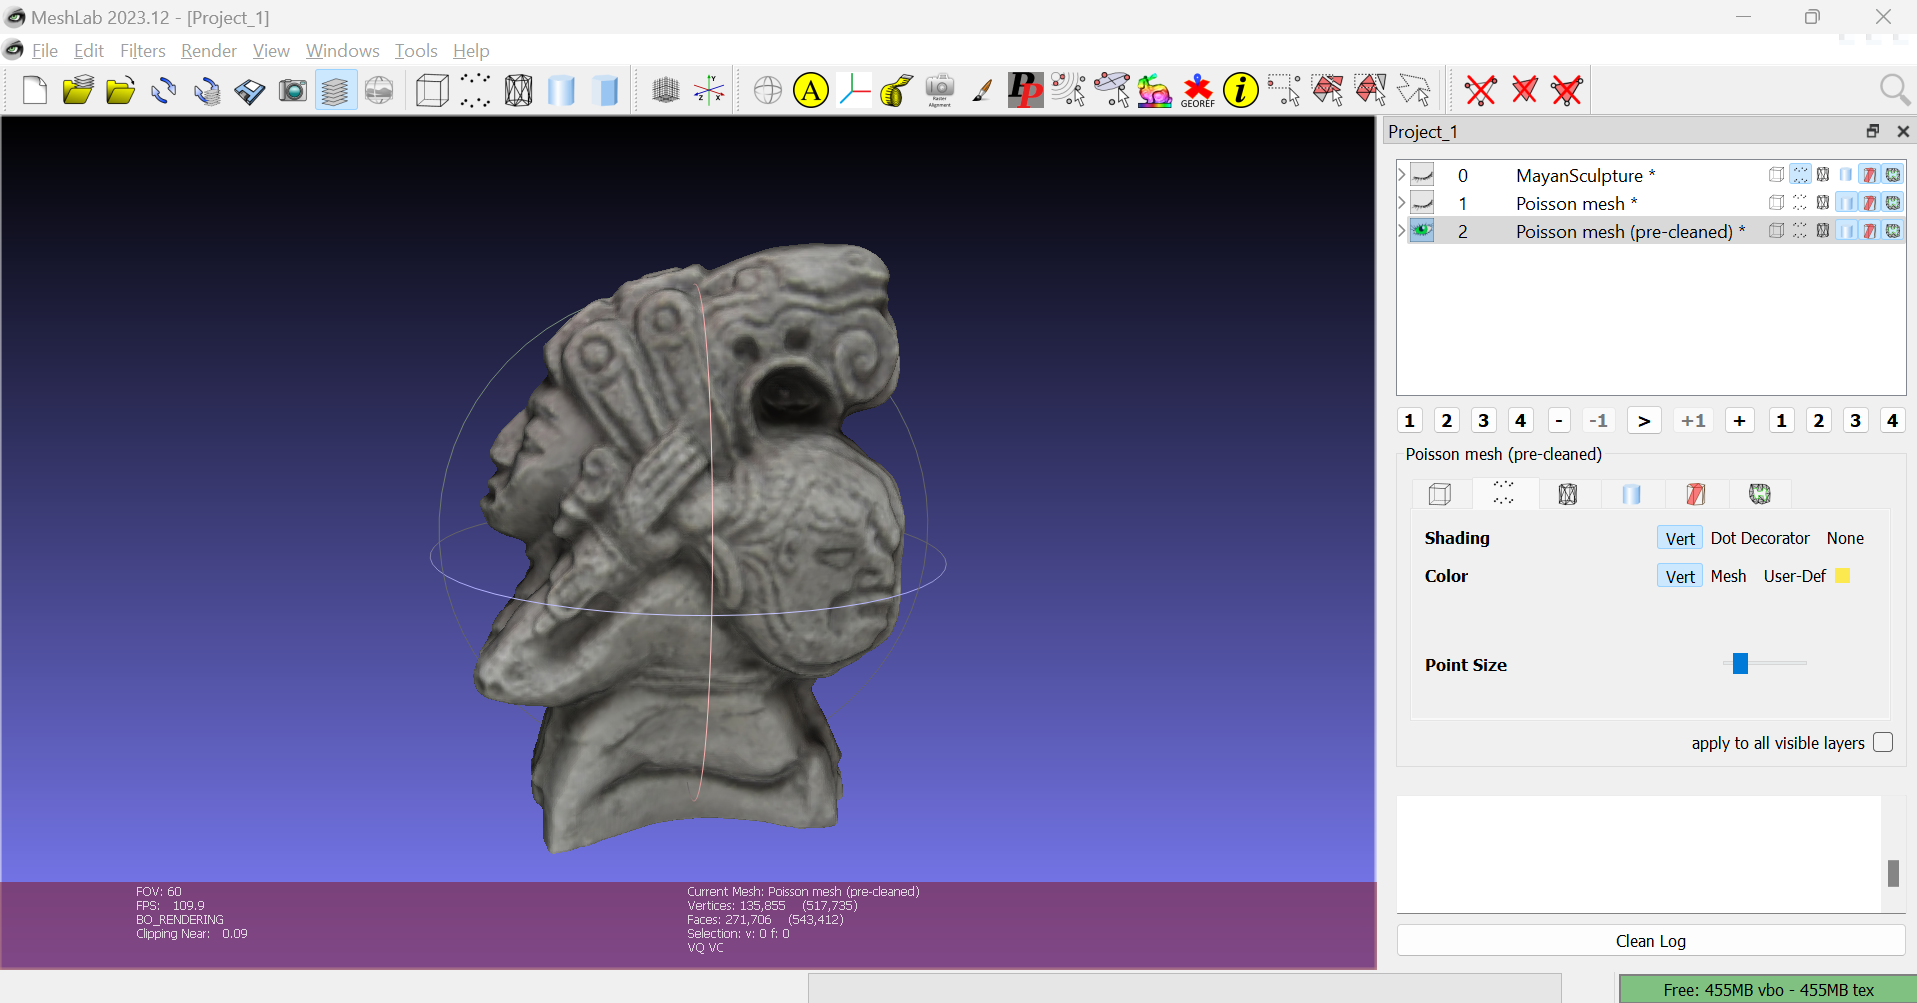 MeshLab 2023.12 - [Project_1]
File Edit Filters Render View Windows Tools Help
A
Raster Alignment
PP
GEOREF
i
Project_1
0 MayanSculpture *
1 Poisson mesh *
2 Poisson mesh (pre-cleaned) *
1 2 3 4 - -1 > +1 + 1 2 3 4
Poisson mesh (pre-cleaned)
Shading Vert Dot Decorator None
Color Vert Mesh User-Def
Point Size
apply to all visible layers
FOV: 60
FPS: 109.9
BO_RENDERING
Clipping Near: 0.09
Current Mesh: Poisson mesh (pre-cleaned)
Vertices: 135,855 (517,735)
Faces: 271,706 (543,412)
Selection: v: 0 f: 0
VQ VC
Clean Log
Free: 455MB vbo - 455MB tex